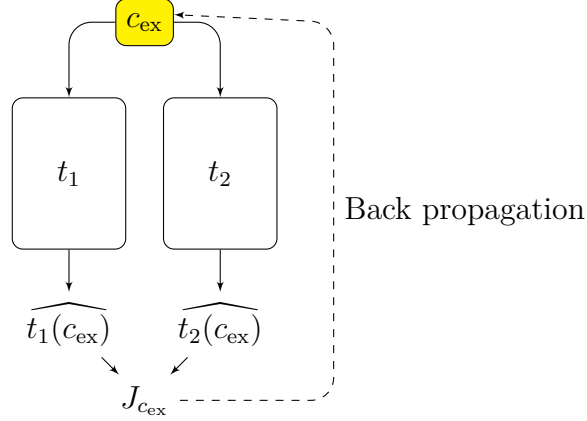 c_ex
t_1 t_2
Back propagation
\widehat{t_1(c_ex)} \widehat{t_2(c_ex)}
J_{c_ex}